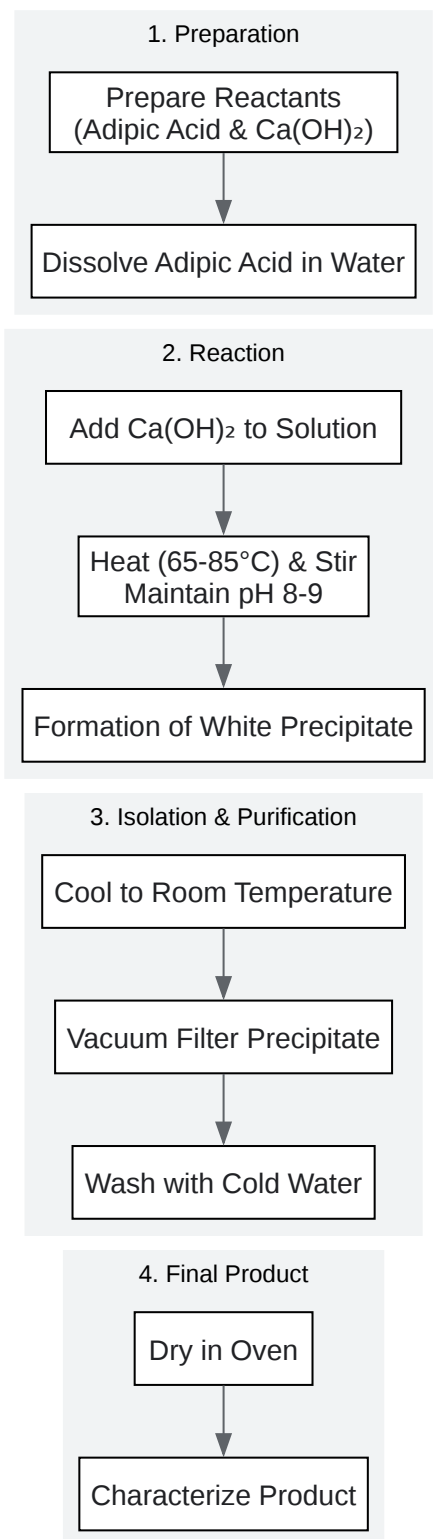 1. Preparation
Prepare Reactants
(Adipic Acid & Ca(OH)₂)
Dissolve Adipic Acid in Water
2. Reaction
Add Ca(OH)₂ to Solution
Heat (65-85°C) & Stir
Maintain pH 8-9
Formation of White Precipitate
3. Isolation & Purification
Cool to Room Temperature
Vacuum Filter Precipitate
Wash with Cold Water
4. Final Product
Dry in Oven
Characterize Product